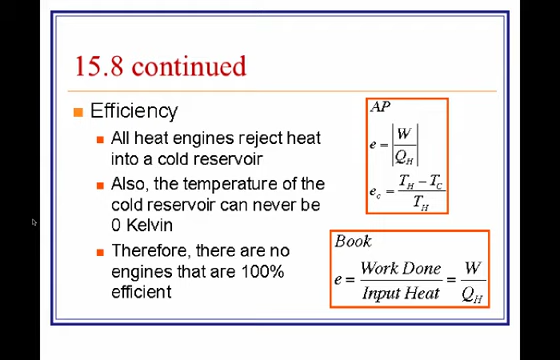 15.8 continued
Efficiency
All heat engines reject heat
into a cold reservoir
Also, the temperature of the
cold reservoir can never be
0 Kelvin
Therefore, there are no
engines that are 100%
efficient
AP
e = |W / Q_H|
e_c = (T_H − T_C) / T_H
Book
e = Work Done / Input Heat = W / Q_H